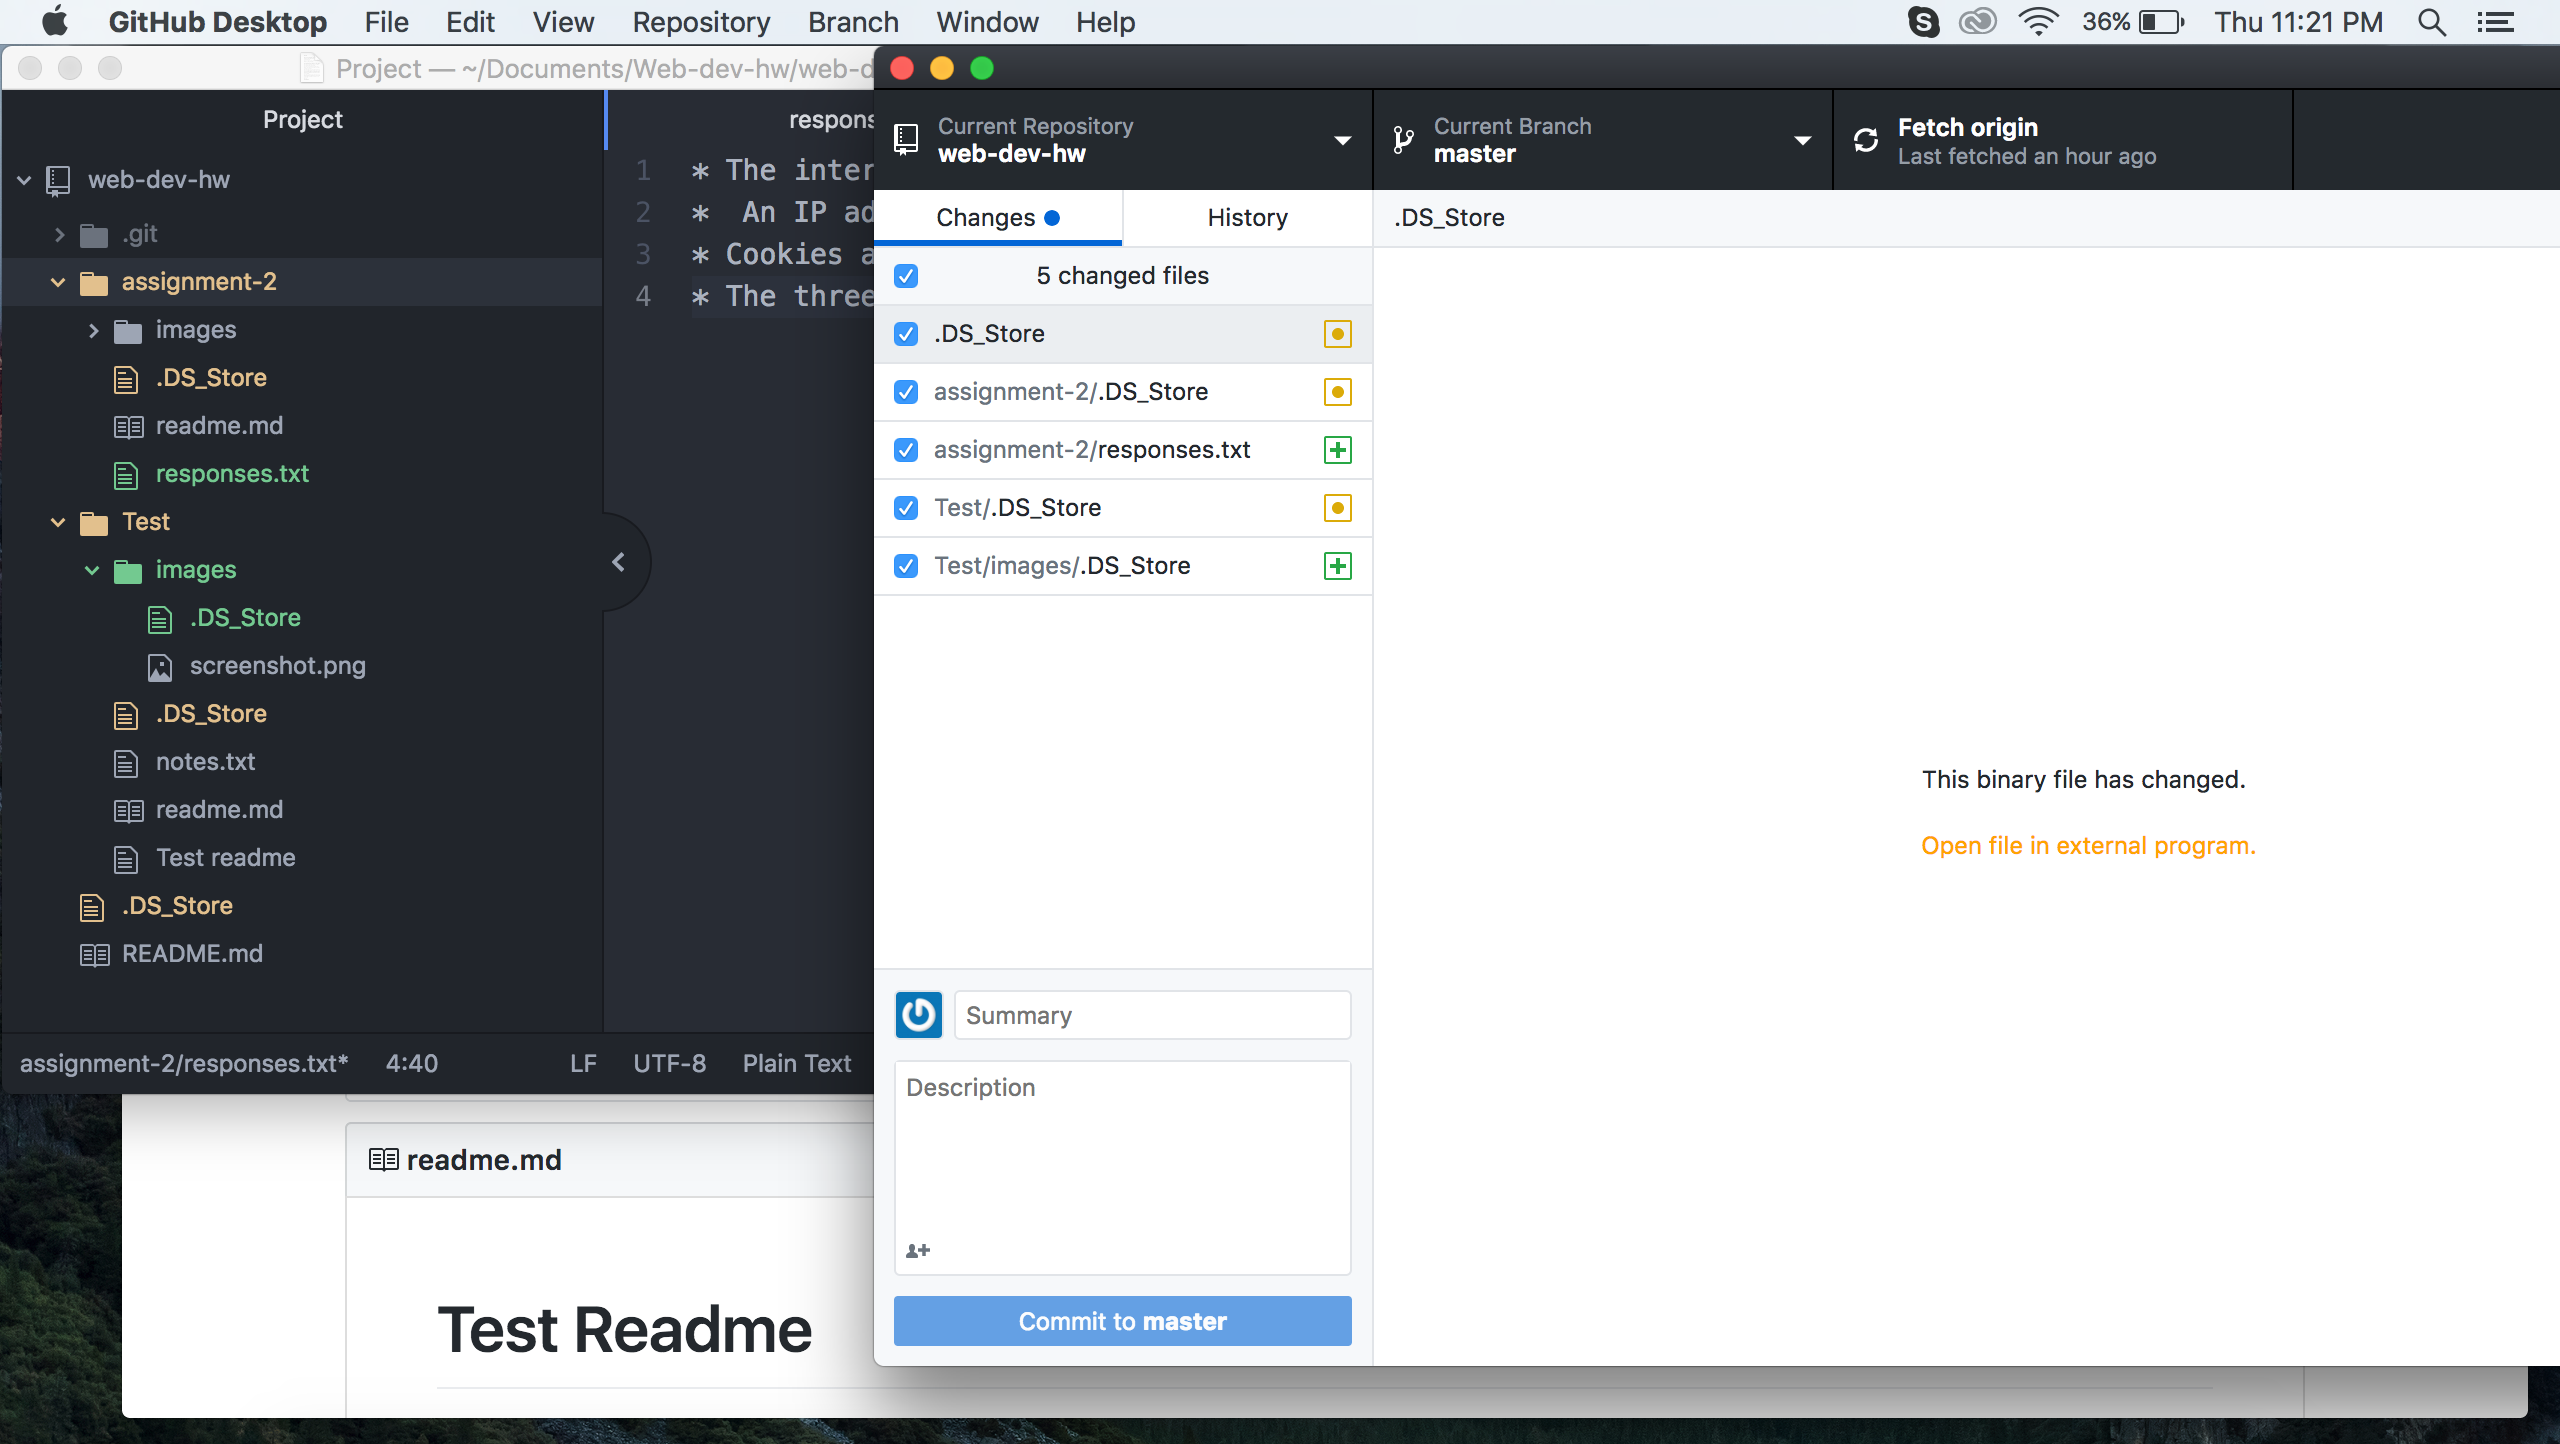 GitHub Desktop File Edit View Repository Branch Window Help 36% Thu 11:21 PM
Project — ~/Documents/Web-dev-hw/web-d
Project
web-dev-hw
.git
assignment-2
images
.DS_Store
readme.md
responses.txt
Test
images
.DS_Store
screenshot.png
.DS_Store
notes.txt
readme.md
Test readme
.DS_Store
README.md
respons
1 * The inter
2 * An IP ad
3 * Cookies a
4 * The three
assignment-2/responses.txt* 4:40 LF UTF-8 Plain Text
readme.md
Test Readme
Current Repository
web-dev-hw
Current Branch
master
Fetch origin
Last fetched an hour ago
Changes History
.DS_Store
5 changed files
.DS_Store
assignment-2/.DS_Store
assignment-2/responses.txt
Test/.DS_Store
Test/images/.DS_Store
Summary
Description
Commit to master
This binary file has changed.
Open file in external program.